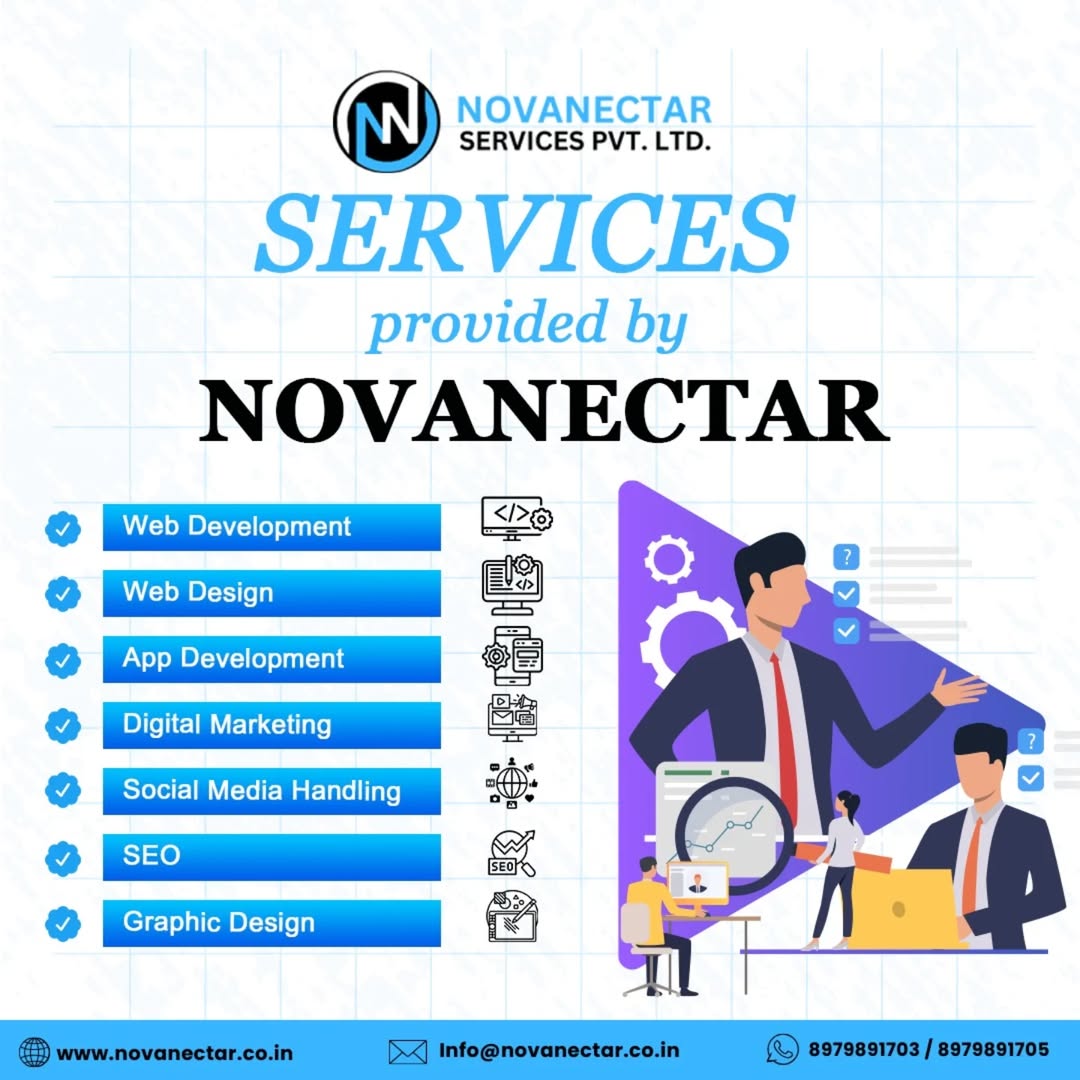 NOVANECTAR
SERVICES PVT. LTD.
SERVICES
provided by
NOVANECTAR
Web Development
Web Design
App Development
Digital Marketing
Social Media Handling
SEO
SEO
Graphic Design
?
?
www.novanectar.co.in
Info@novanectar.co.in
8979891703 / 8979891705